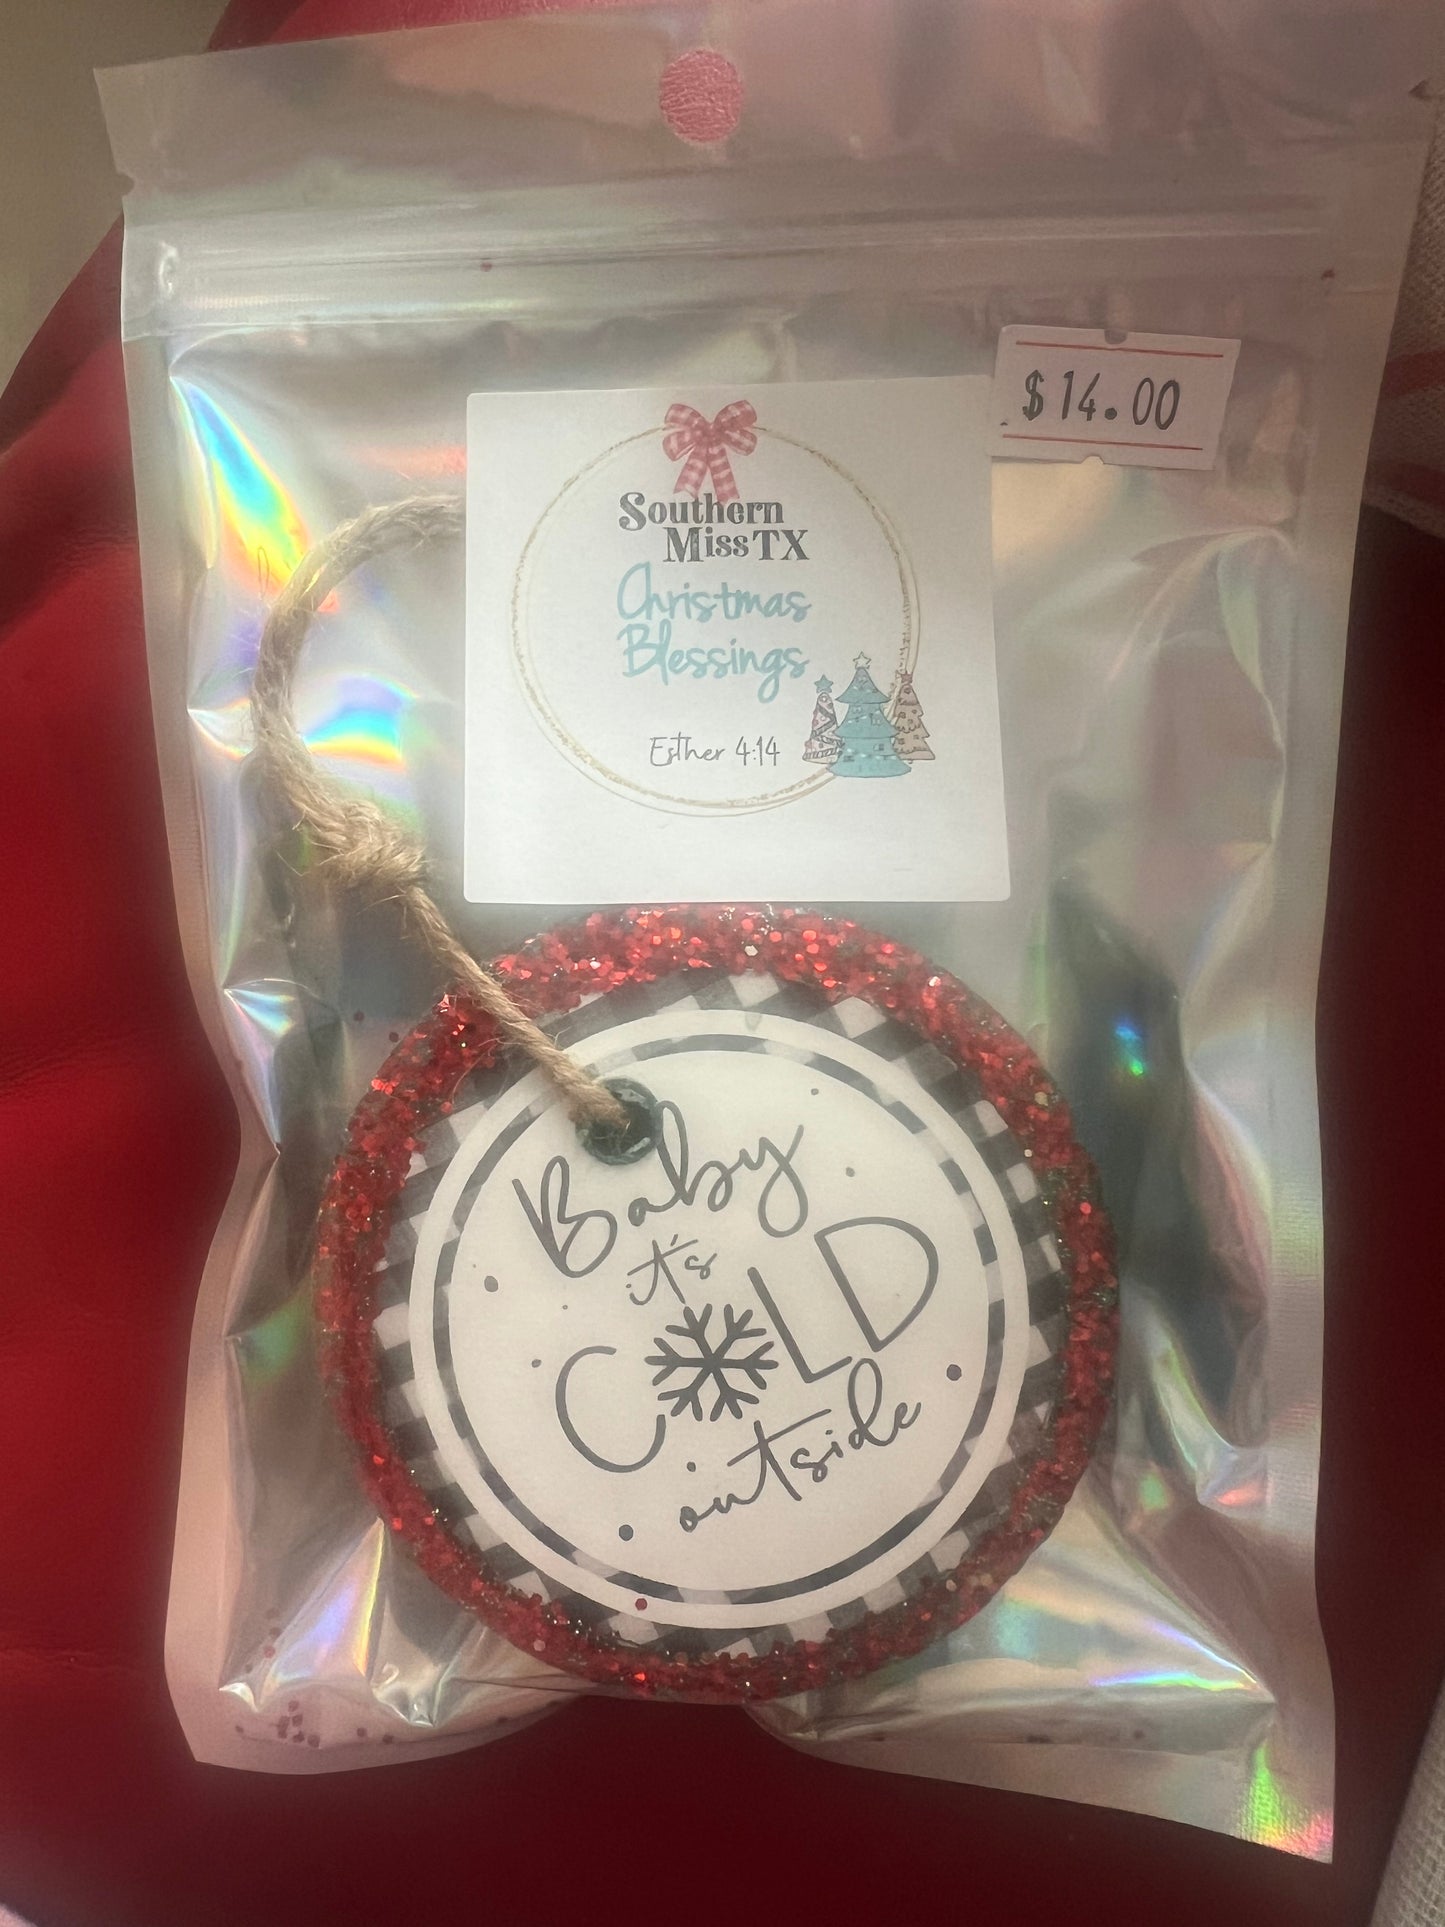 $14.00
Southern
Miss TX
Christmas
Blessings
Esther 4:14
Baby
it's
COLD
outside